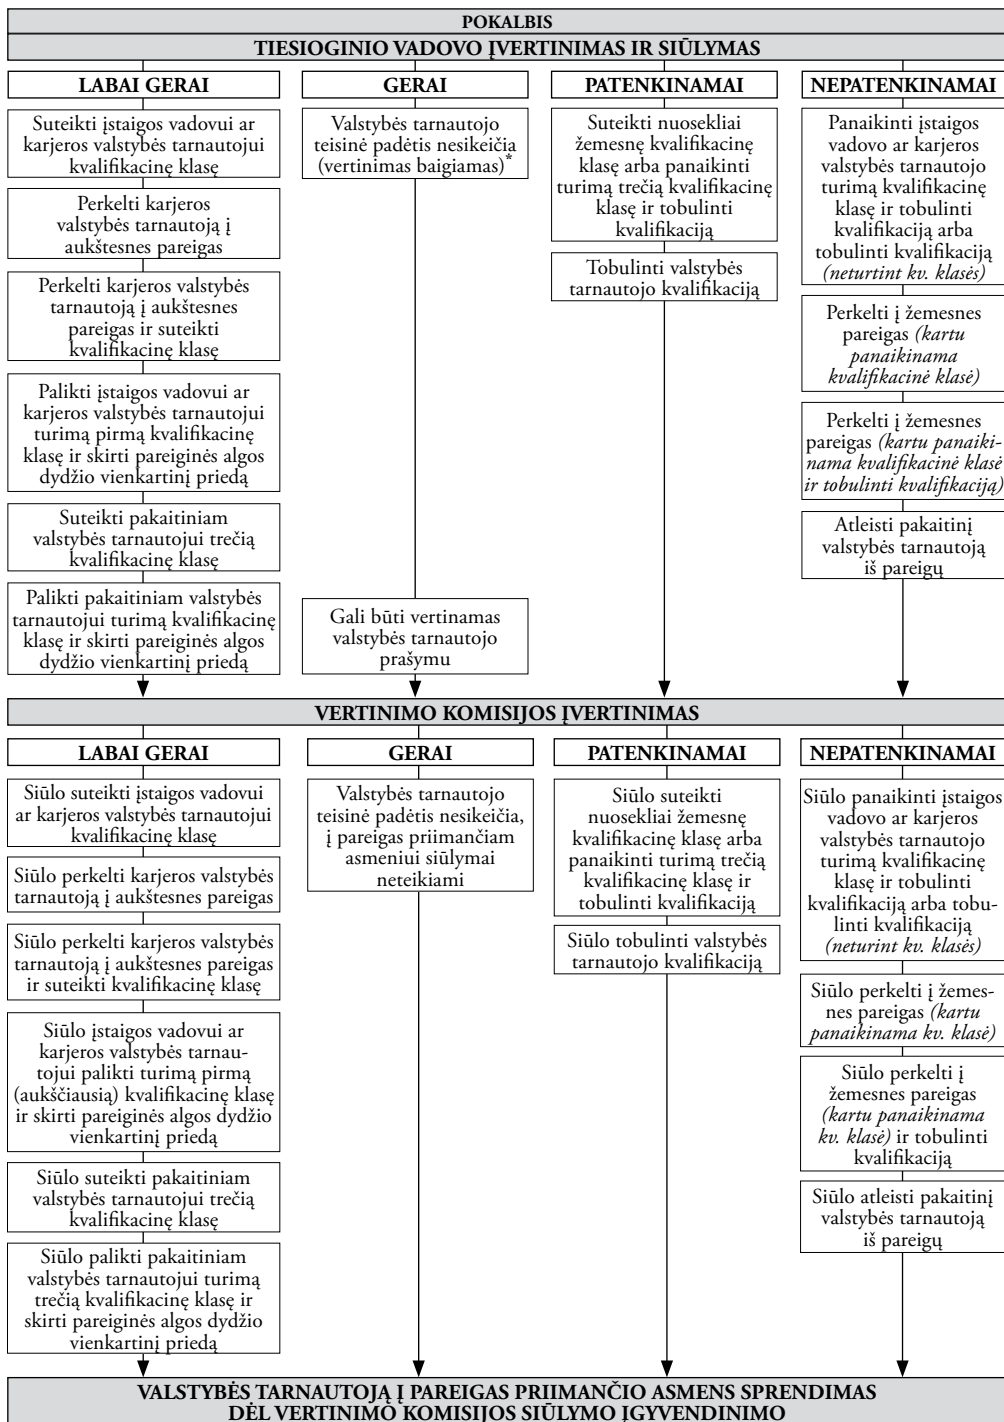 POKALBIS
TIESIOGINIO VADOVO ĮVERTINIMAS IR SIŪLYMAS
LABAI GERAI
Suteikti įstaigos vadovui ar
karjeros valstybės tarnautojui
kvalifikacinę klasę
Perkelti karjeros
valstybės tarnautoją į
aukštesnes pareigas
Perkelti karjeros valstybės
tarnautoją į aukštesnes
pareigas ir suteikti
kvalifikacinę klasę
Palikti įstaigos vadovui ar
karjeros valstybės tarnautojui
turimą pirmą kvalifikacinę
klasę ir skirti pareiginės algos
dydžio vienkartinį priedą
Suteikti pakaitiniam
valstybės tarnautojui trečią
kvalifikacinę klasę
Palikti pakaitiniam valstybės
tarnautojui turimą kvalifikacinę
klasę ir skirti pareiginės algos
dydžio vienkartinį priedą
GERAI
Valstybės tarnautojo
teisinė padėtis nesikeičia
(vertinimas baigiamas)*
Gali būti vertinamas
valstybės tarnautojo
prašymu
PATENKINAMAI
Suteikti nuosekliai
žemesnę kvalifikacinę
klasę arba panaikinti
turimą trečią kvalifikacinę
klasę ir tobulinti
kvalifikaciją
Tobulinti valstybės
tarnautojo kvalifikaciją
NEPATENKINAMAI
Panaikinti įstaigos
vadovo ar karjeros
valstybės tarnautojo
turimą kvalifikacinę
klasę ir tobulinti
kvalifikaciją arba
tobulinti kvalifikaciją
(neturtint kv. klasės)
Perkelti į žemesnes
pareigas (kartu
panaikinama
kvalifikacinė klasė)
Perkelti į žemesnes
pareigas (kartu panaiki-
nama kvalifikacinė klasė
ir tobulinti kvalifikaciją)
Atleisti pakaitinį
valstybės tarnautoją
iš pareigų
VERTINIMO KOMISIJOS ĮVERTINIMAS
LABAI GERAI
Siūlo suteikti įstaigos vadovui
ar karjeros valstybės tarnautojui
kvalifikacinę klasę
Siūlo perkelti karjeros valstybės
tarnautoją į aukštesnes pareigas
Siūlo perkelti karjeros valstybės
tarnautoją į aukštesnes pareigas
ir suteikti kvalifikacinę klasę
Siūlo įstaigos vadovui ar
karjeros valstybės tarnau-
tojui palikti turimą pirmą
(aukščiausią) kvalifikacinę klasę
ir skirti pareiginės algos dydžio
vienkartinį priedą
Siūlo suteikti pakaitiniam
valstybės tarnautojui trečią
kvalifikacinę klasę
Siūlo palikti pakaitiniam
valstybės tarnautojui turimą
trečią kvalifikacinę klasę ir
skirti pareiginės algos dydžio
vienkartinį priedą
GERAI
Valstybės tarnautojo
teisinė padėtis nesikeičia,
į pareigas priimančiam
asmeniui siūlymai
neteikiami
PATENKINAMAI
Siūlo suteikti
nuosekliai žemesnę
kvalifikacinę klasę arba
panaikinti turimą trečią
kvalifikacinę klasę ir
tobulinti kvalifikaciją
Siūlo tobulinti valstybės
tarnautojo kvalifikaciją
NEPATENKINAMAI
Siūlo panaikinti įstaigos
vadovo ar karjeros
valstybės tarnautojo
turimą kvalifikacinę
klasę ir tobulinti
kvalifikaciją arba tobu-
linti kvalifikaciją
(neturint kv. klasės)
Siūlo perkelti į žemes-
nes pareigas (kartu
panaikinama kv. klasė)
Siūlo perkelti į
žemesnes pareigas
(kartu panaikinama
kv. klasė) ir tobulinti
kvalifikaciją
Siūlo atleisti pakaitinį
valstybės tarnautoją
iš pareigų
VALSTYBĖS TARNAUTOJĄ Į PAREIGAS PRIIMANČIO ASMENS SPRENDIMAS
DĖL VERTINIMO KOMISIJOS SIŪLYMO ĮGYVENDINIMO